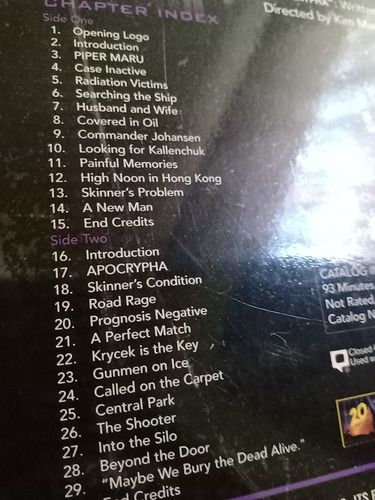 CHAPTER INDEX
Side One
1. Opening Logo
2. Introduction
3. PIPER MARU
4. Case Inactive
5. Radiation Victims
6. Searching the Ship
7. Husband and Wife
8. Covered in Oil
9. Commander Johansen
10. Looking for Kallenchuk
11. Painful Memories
12. High Noon in Hong Kong
13. Skinner's Problem
14. A New Man
15. End Credits
Side Two
16. Introduction
17. APOCRYPHA
18. Skinner's Condition
19. Road Rage
20. Prognosis Negative
21. A Perfect Match
22. Krycek is the Key
23. Gunmen on Ice
24. Called on the Carpet
25. Central Park
26. The Shooter
27. Into the Silo
28. Beyond the Door
29. "Maybe We Bury the Dead Alive."
End Credits
Directed by Kim
CATALOG
93 Minutes
Not Rated
Catalog
Closed
Used
20